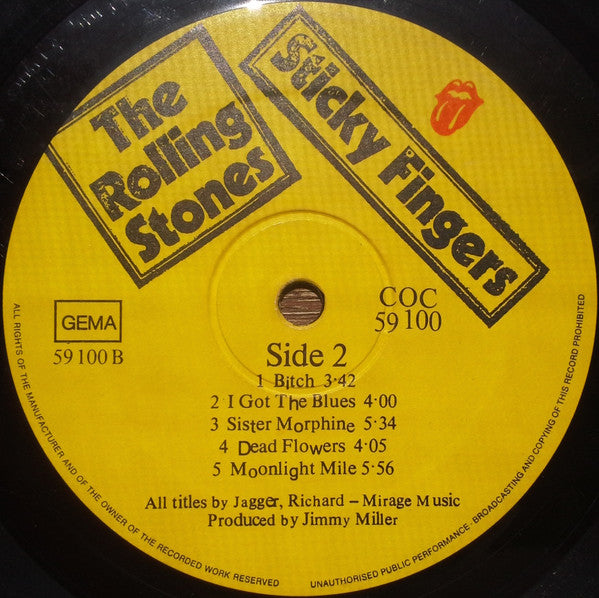 The
Rolling
Stones
Sticky Fingers
GEMA
59 100 B
COC
59 100
Side 2
1 Bitch 3·42
2 I Got The Blues 4·00
3 Sister Morphine 5·34
4 Dead Flowers 4·05
5 Moonlight Mile 5·56
All titles by Jagger, Richard – Mirage Music
Produced by Jimmy Miller
ALL RIGHTS OF THE MANUFACTURER AND OF THE OWNER OF THE RECORDED WORK RESERVED
UNAUTHORISED PUBLIC PERFORMANCE, BROADCASTING AND COPYING OF THIS RECORD PROHIBITED